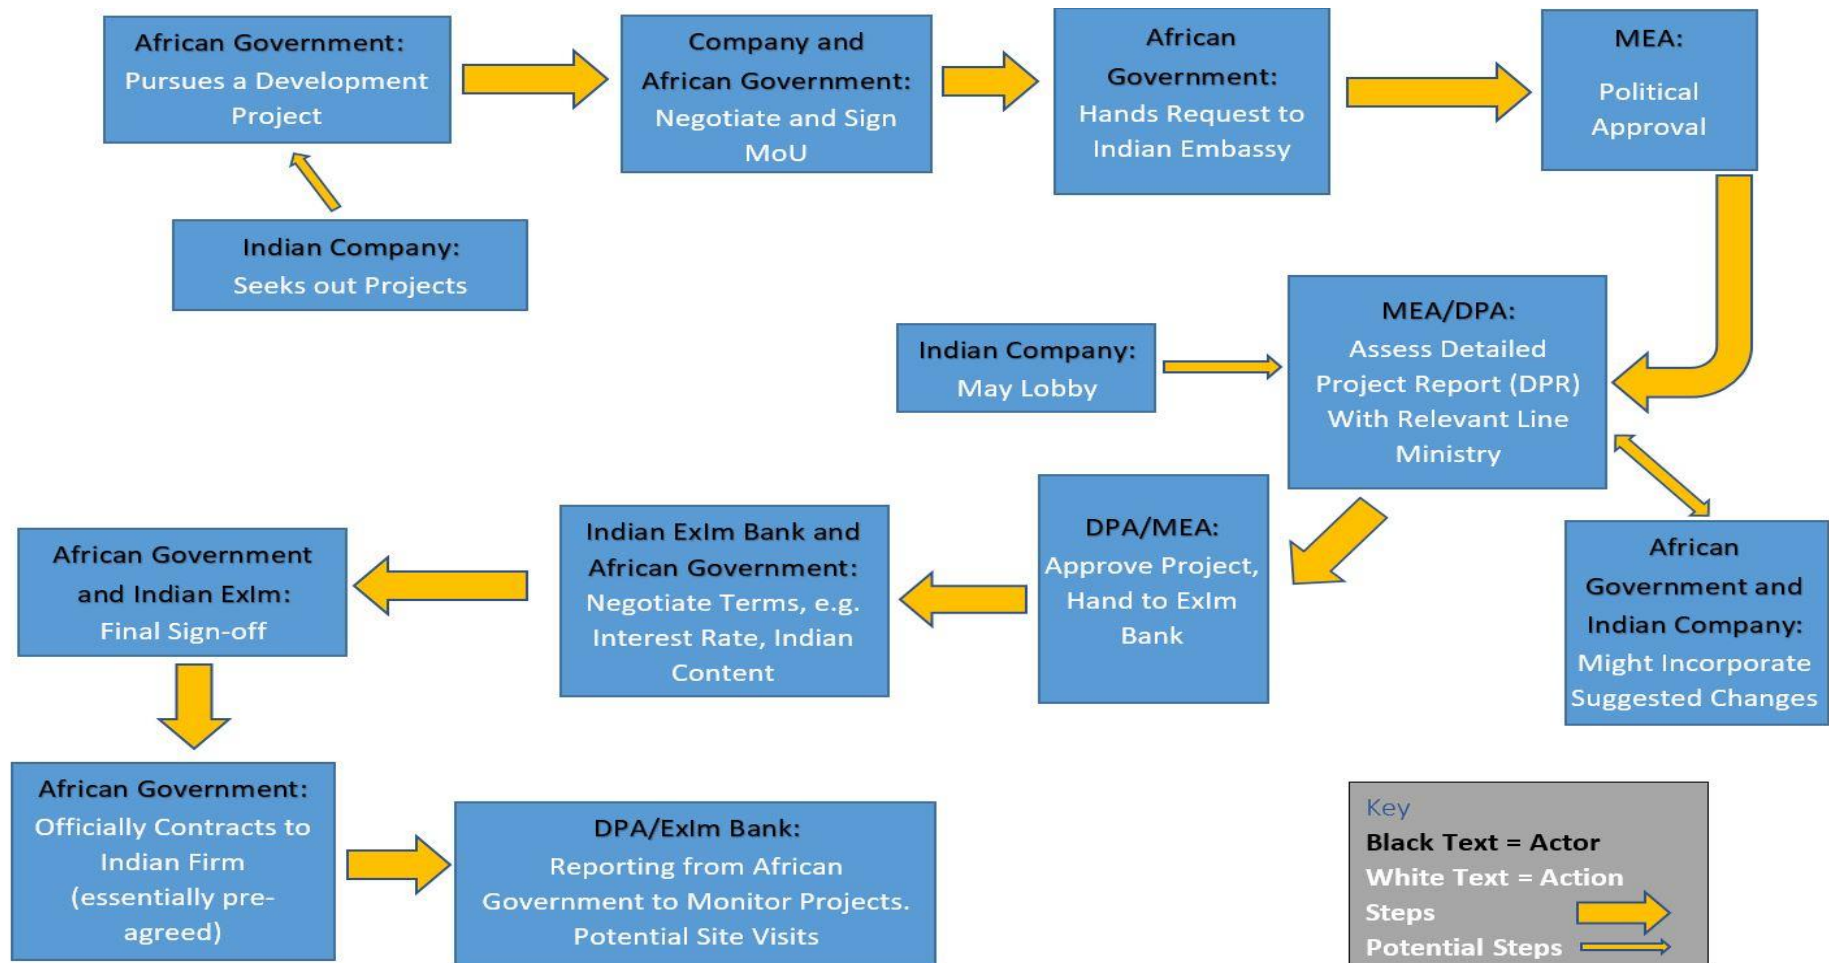 African Government:
Pursues a Development
Project
Company and
African Government:
Negotiate and Sign
MoU
African
Government:
Hands Request to
Indian Embassy
MEA:
Political
Approval
Indian Company:
Seeks out Projects
Indian Company:
May Lobby
MEA/DPA:
Assess Detailed
Project Report (DPR)
With Relevant Line
Ministry
African
Government and
Indian Company:
Might Incorporate
Suggested Changes
DPA/MEA:
Approve Project,
Hand to ExIm
Bank
Indian ExIm Bank and
African Government:
Negotiate Terms, e.g.
Interest Rate, Indian
Content
African Government
and Indian ExIm:
Final Sign-off
African Government:
Officially Contracts to
Indian Firm
(essentially pre-
agreed)
DPA/ExIm Bank:
Reporting from African
Government to Monitor Projects.
Potential Site Visits
Key
Black Text = Actor
White Text = Action
Steps
Potential Steps